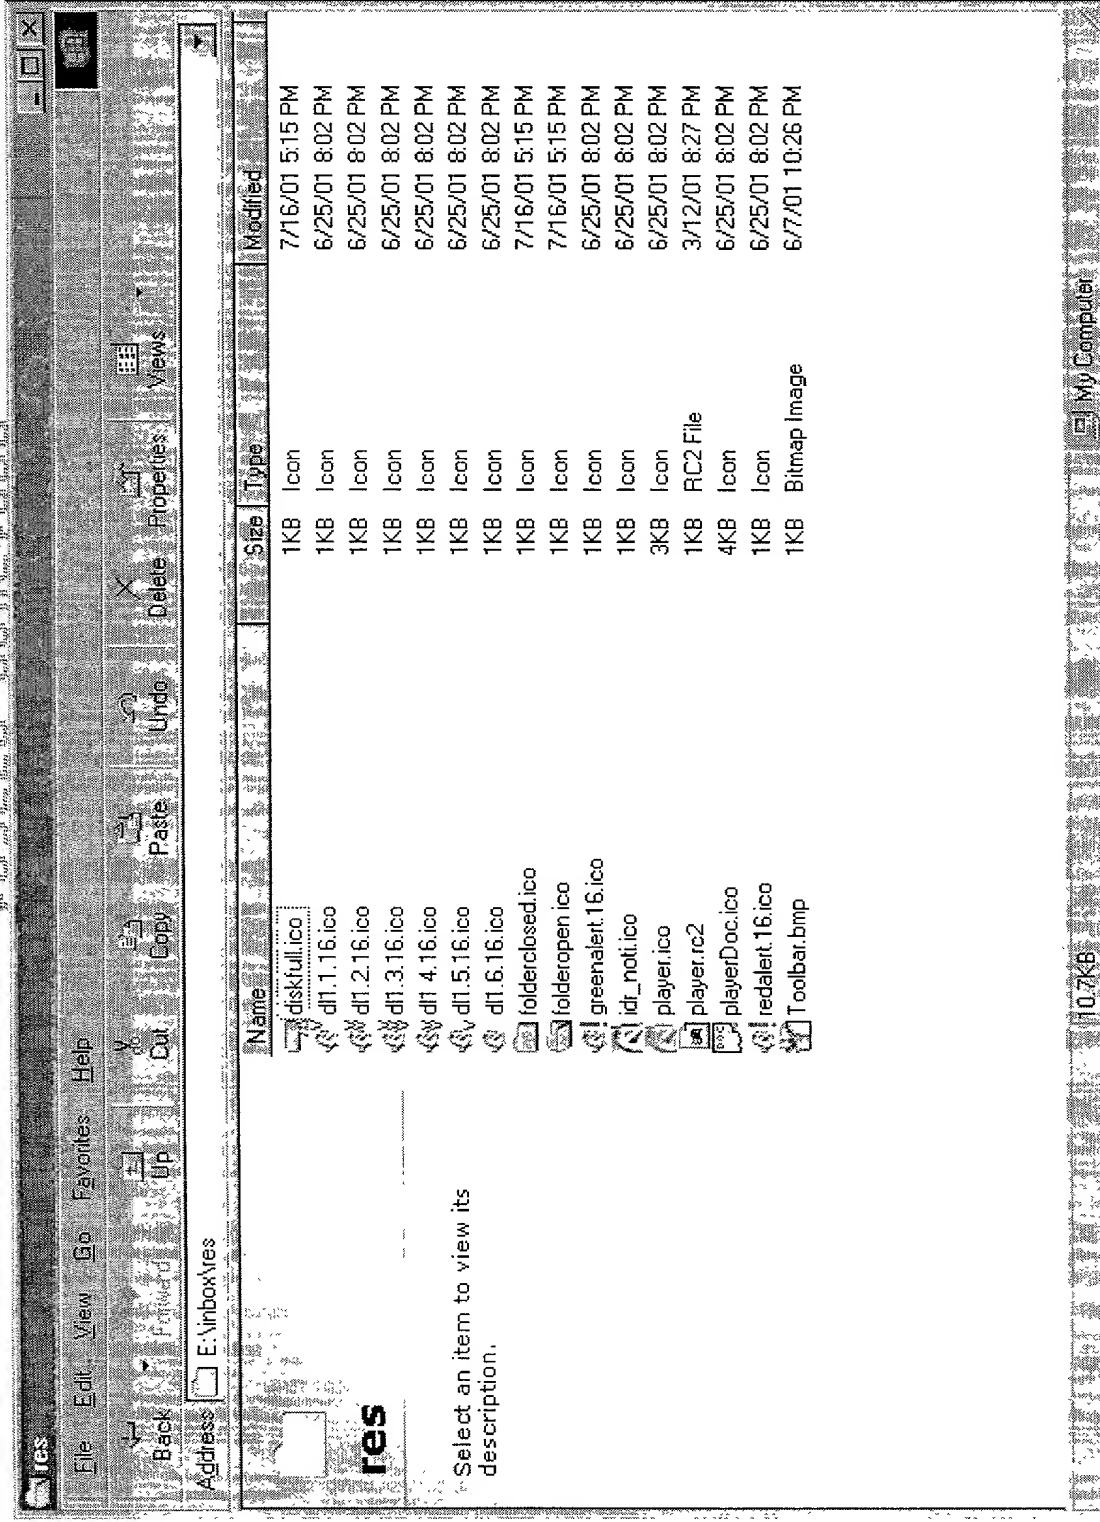 res
File Edit View Go Favorites Help
Back Forward Up Cut Copy Paste Undo Delete Properties Views
Address E:\inbox\res
res
Select an item to view its
description.
Name Size Type Modified
diskfull.ico 1KB Icon 7/16/01 5:15 PM
dl1.1.16.ico 1KB Icon 6/25/01 8:02 PM
dl1.2.16.ico 1KB Icon 6/25/01 8:02 PM
dl1.3.16.ico 1KB Icon 6/25/01 8:02 PM
dl1 4.16.ico 1KB Icon 6/25/01 8:02 PM
dl1.5.16.ico 1KB Icon 6/25/01 8:02 PM
dl1.6.16.ico 1KB Icon 6/25/01 8:02 PM
folderclosed.ico 1KB Icon 7/16/01 5:15 PM
folderopen.ico 1KB Icon 7/16/01 5:15 PM
greenalert.16.ico 1KB Icon 6/25/01 8:02 PM
idr_noti.ico 1KB Icon 6/25/01 8:02 PM
player.ico 3KB Icon 6/25/01 8:02 PM
player.rc2 1KB RC2 File 3/12/01 8:27 PM
playerDoc.ico 4KB Icon 6/25/01 8:02 PM
redalert.16.ico 1KB Icon 6/25/01 8:02 PM
Toolbar.bmp 1KB Bitmap Image 6/7/01 10:26 PM
10.7KB My Computer